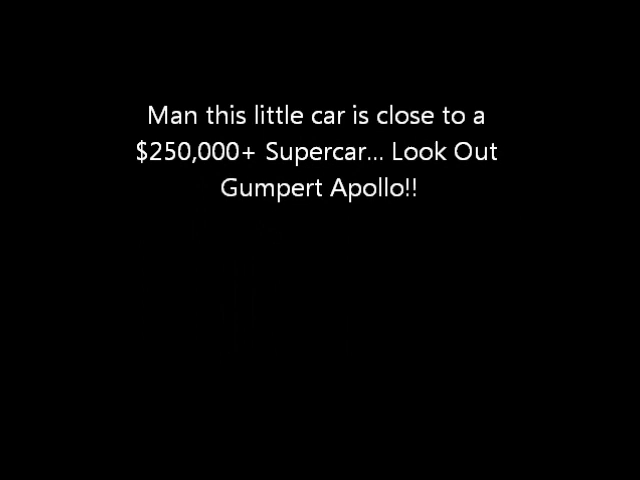 Man this little car is close to a
$250,000+ Supercar... Look Out
Gumpert Apollo!!